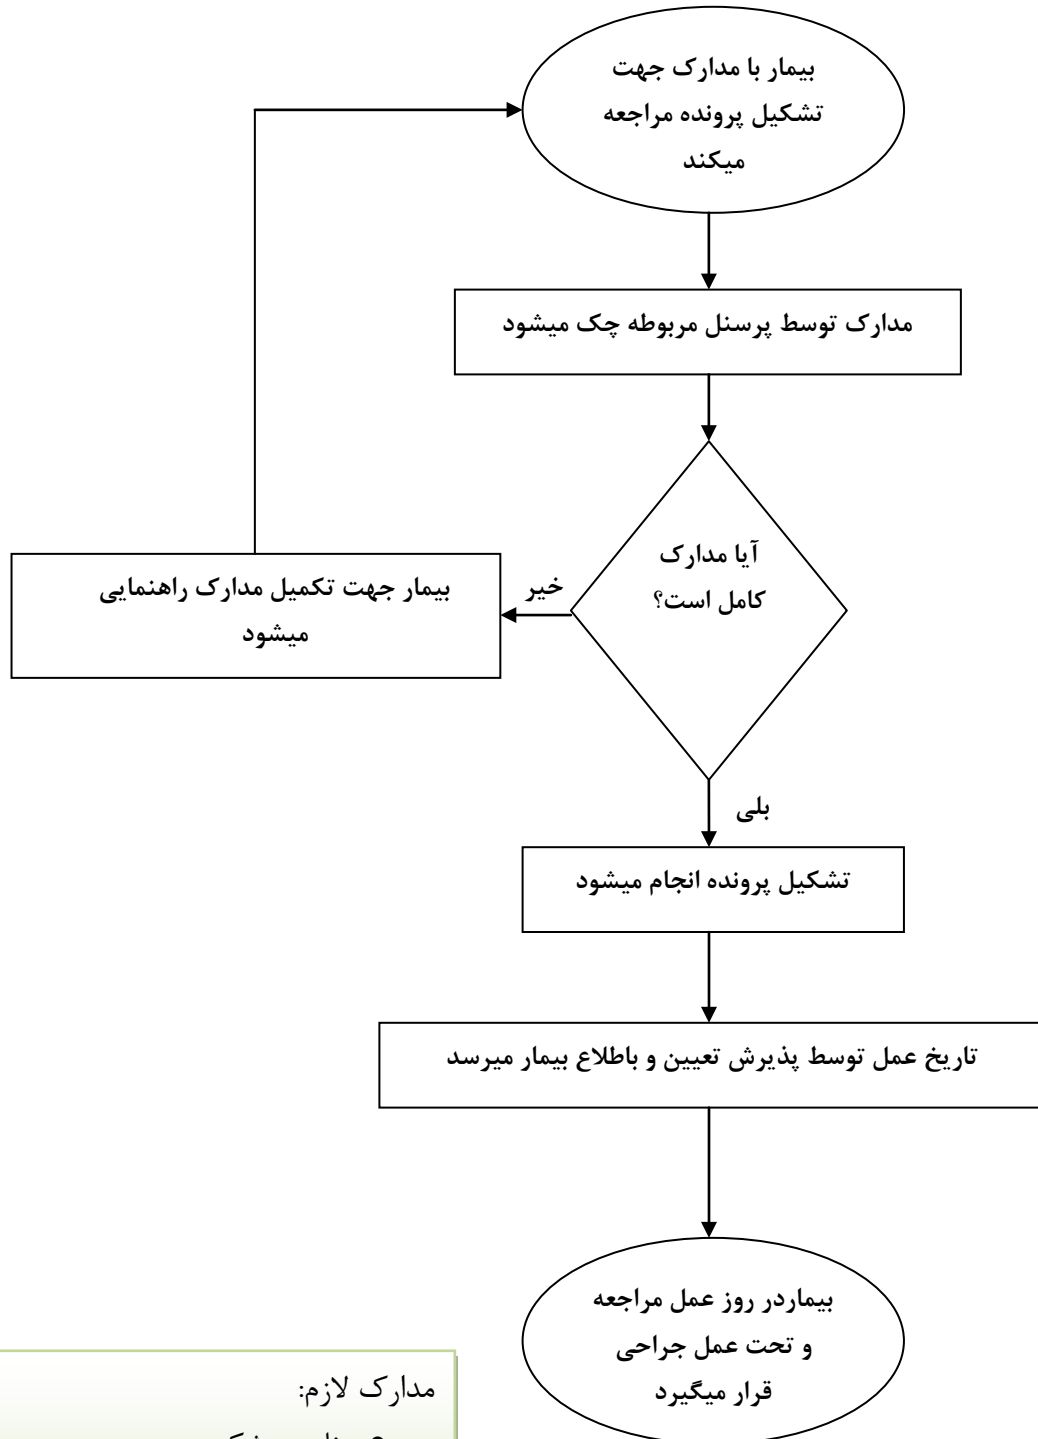 بیمار با مدارک جهت
تشکیل پرونده مراجعه
میکند
مدارک توسط پرسنل مربوطه چک میشود
آیا مدارک
کامل است؟
خیر
بیمار جهت تکمیل مدارک راهنمایی
میشود
بلی
تشکیل پرونده انجام میشود
تاریخ عمل توسط پذیرش تعیین و باطلاع بیمار میرسد
بیماردر روز عمل مراجعه
و تحت عمل جراحی
قرار میگیرد
مدارک لازم: